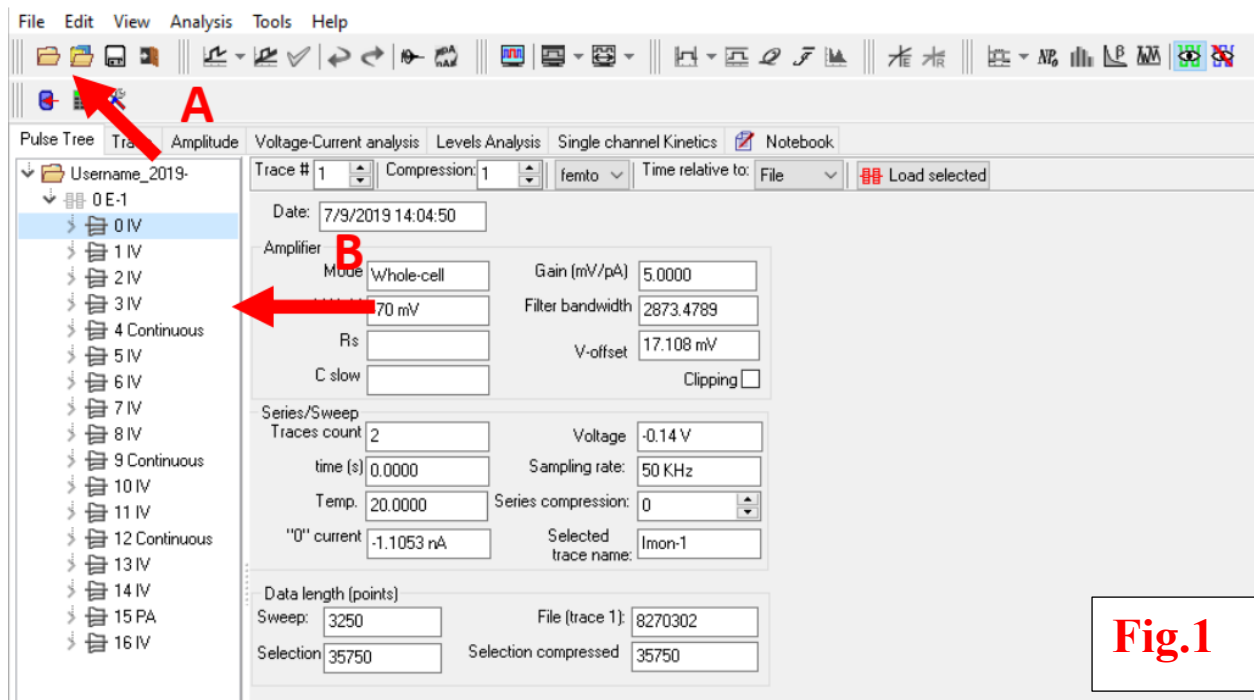 File Edit View Analysis Tools Help
A
Pulse Tree Tra Amplitude Voltage-Current analysis Levels Analysis Single channel Kinetics Notebook
Username_2019-
0 E-1
0 IV
1 IV
2 IV
3 IV
4 Continuous
5 IV
6 IV
7 IV
8 IV
9 Continuous
10 IV
11 IV
12 Continuous
13 IV
14 IV
15 PA
16 IV
Trace # 1 Compression: 1 femto Time relative to: File Load selected
Date: 7/9/2019 14:04:50
Amplifier
B
Mode Whole-cell Gain (mV/pA) 5.0000
70 mV Filter bandwidth 2873.4789
Rs V-offset 17.108 mV
C slow Clipping
Series/Sweep
Traces count 2 Voltage -0.14 V
time (s) 0.0000 Sampling rate: 50 KHz
Temp. 20.0000 Series compression: 0
"0" current -1.1053 nA Selected trace name: Imon-1
Data length (points)
Sweep: 3250 File (trace 1): 8270302
Selection 35750 Selection compressed 35750
Fig.1